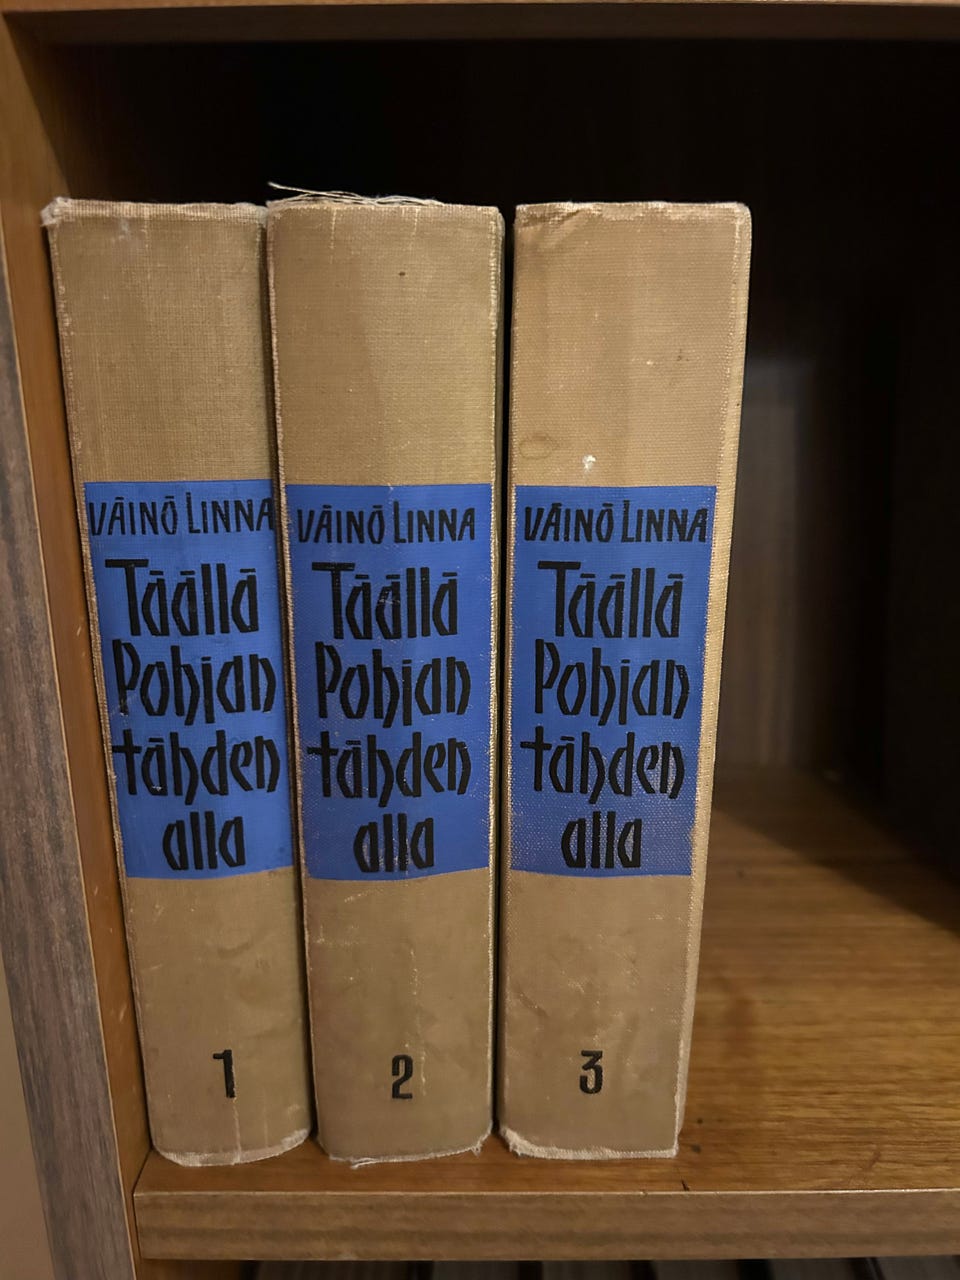 VÄINÖ LINNA
Täällä
Pohjan
tähden
alla
1
VÄINÖ LINNA
Täällä
Pohjan
tähden
alla
2
VÄINÖ LINNA
Täällä
Pohjan
tähden
alla
3